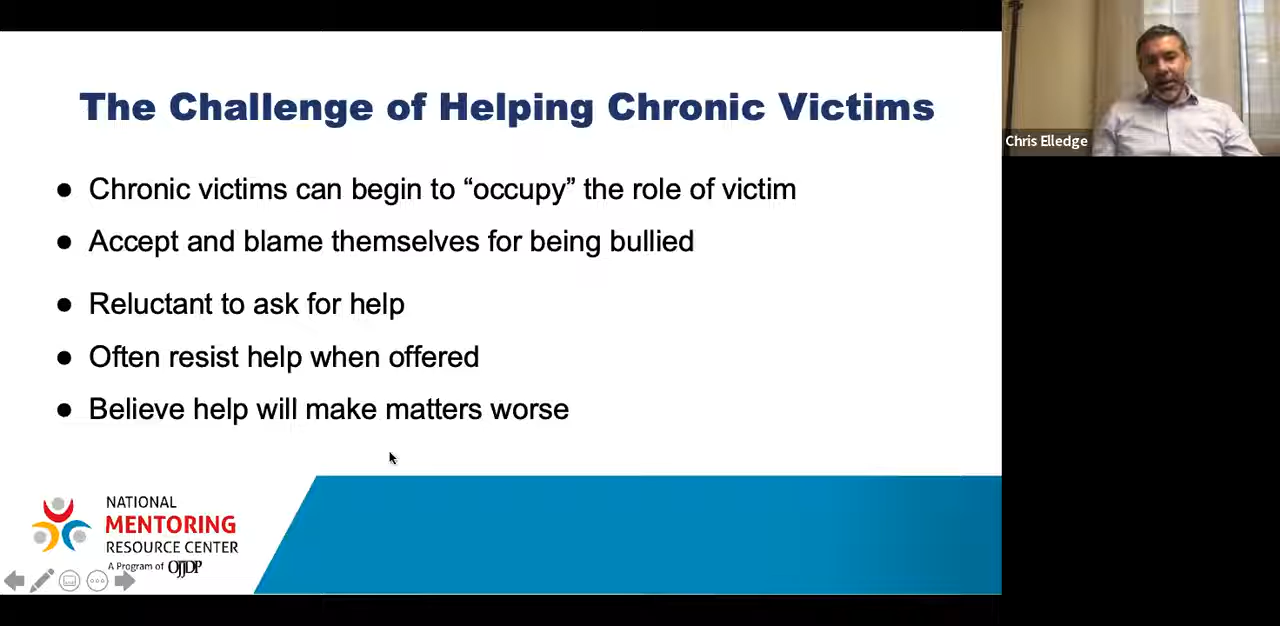 The Challenge of Helping Chronic Victims
● Chronic victims can begin to “occupy” the role of victim
● Accept and blame themselves for being bullied
● Reluctant to ask for help
● Often resist help when offered
● Believe help will make matters worse
NATIONAL
MENTORING
RESOURCE CENTER
A Program of OJJDP
Chris Elledge